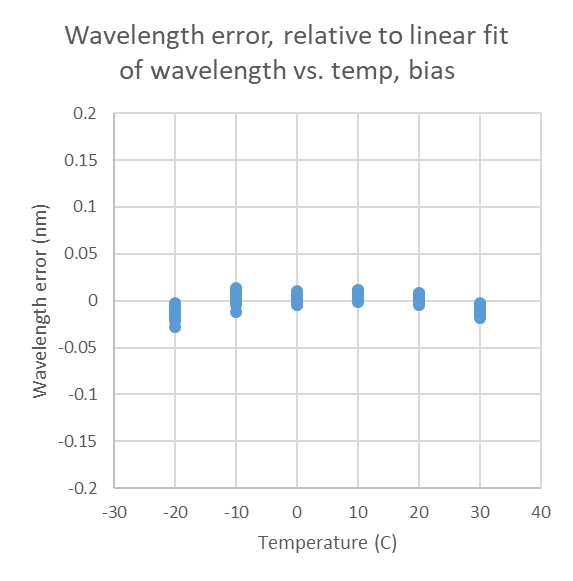 Wavelength error, relative to linear fit
of wavelength vs. temp, bias
0.2
0.15
0.1
0.05
0
-0.05
-0.1
-0.15
-0.2
Wavelength error (nm)
-30 -20 -10 0 10 20 30 40
Temperature (C)